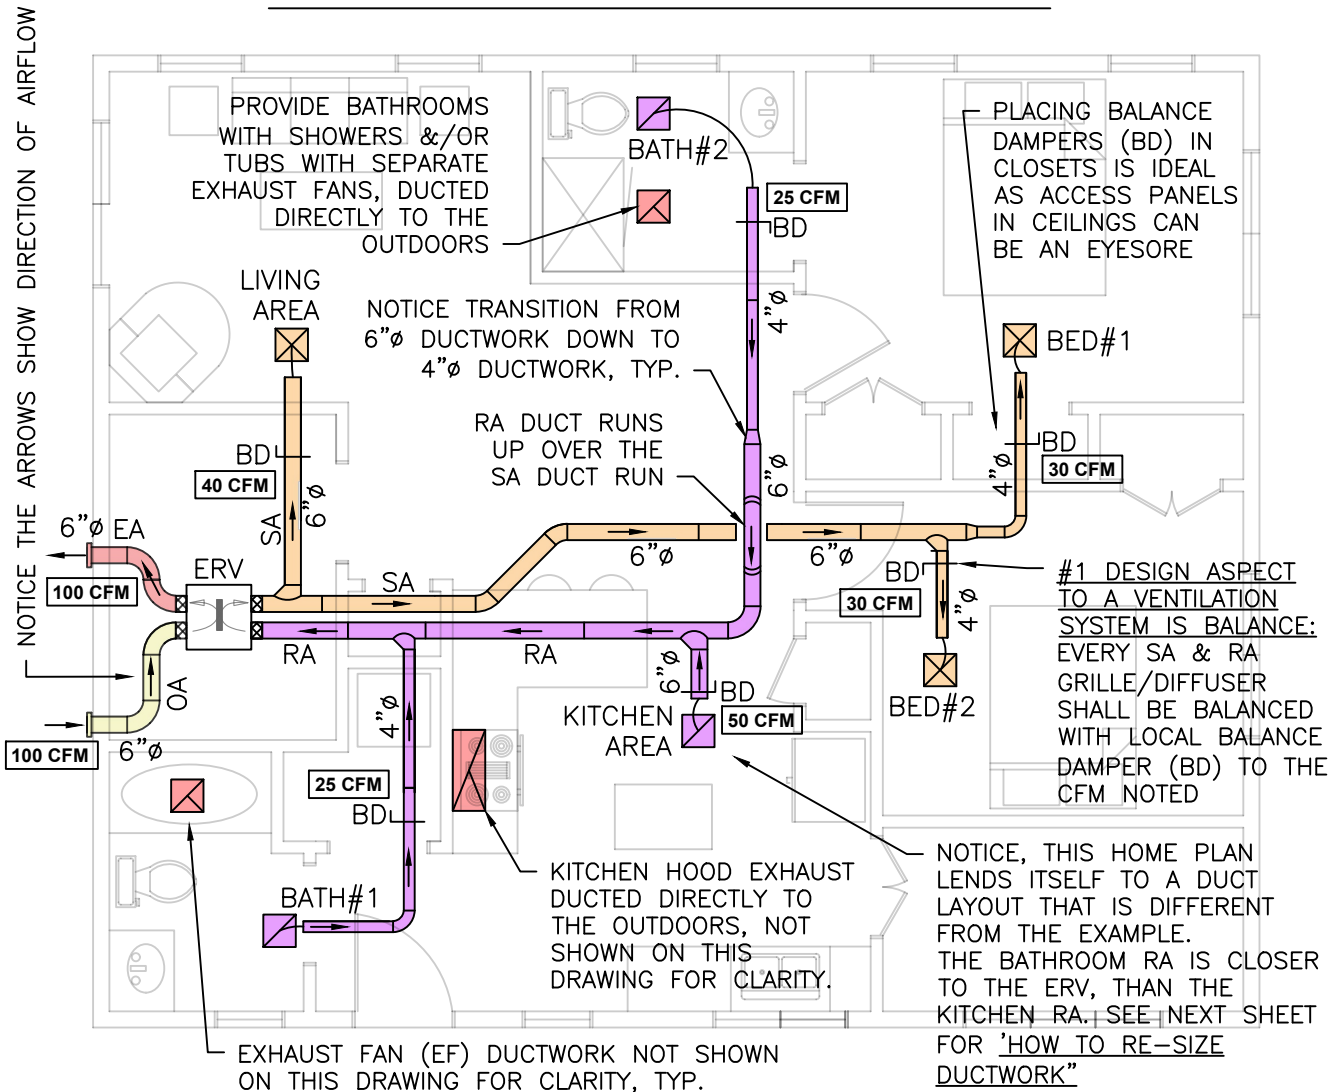 NOTICE THE ARROWS SHOW DIRECTION OF AIRFLOW
PROVIDE BATHROOMS
WITH SHOWERS &/OR
TUBS WITH SEPARATE
EXHAUST FANS, DUCTED
DIRECTLY TO THE
OUTDOORS
BATH#2
25 CFM
BD
4"ø
PLACING BALANCE
DAMPERS (BD) IN
CLOSETS IS IDEAL
AS ACCESS PANELS
IN CEILINGS CAN
BE AN EYESORE
LIVING
AREA
NOTICE TRANSITION FROM
6"ø DUCTWORK DOWN TO
4"ø DUCTWORK, TYP.
BED#1
RA DUCT RUNS
UP OVER THE
SA DUCT RUN
6"ø
BD
40 CFM
SA
6"ø
BD
4"ø
30 CFM
6"ø EA
100 CFM
ERV
SA
6"ø
6"ø
BD
30 CFM
4"ø
BED#2
#1 DESIGN ASPECT
TO A VENTILATION
SYSTEM IS BALANCE:
EVERY SA & RA
GRILLE/DIFFUSER
SHALL BE BALANCED
WITH LOCAL BALANCE
DAMPER (BD) TO THE
CFM NOTED
RA
RA
OA
6"ø
100 CFM
4"ø
6"ø
BD
50 CFM
KITCHEN
AREA
25 CFM
BD
BATH#1
KITCHEN HOOD EXHAUST
DUCTED DIRECTLY TO
THE OUTDOORS, NOT
SHOWN ON THIS
DRAWING FOR CLARITY.
NOTICE, THIS HOME PLAN
LENDS ITSELF TO A DUCT
LAYOUT THAT IS DIFFERENT
FROM THE EXAMPLE.
THE BATHROOM RA IS CLOSER
TO THE ERV, THAN THE
KITCHEN RA. SEE NEXT SHEET
FOR 'HOW TO RE-SIZE
DUCTWORK"
EXHAUST FAN (EF) DUCTWORK NOT SHOWN
ON THIS DRAWING FOR CLARITY, TYP.